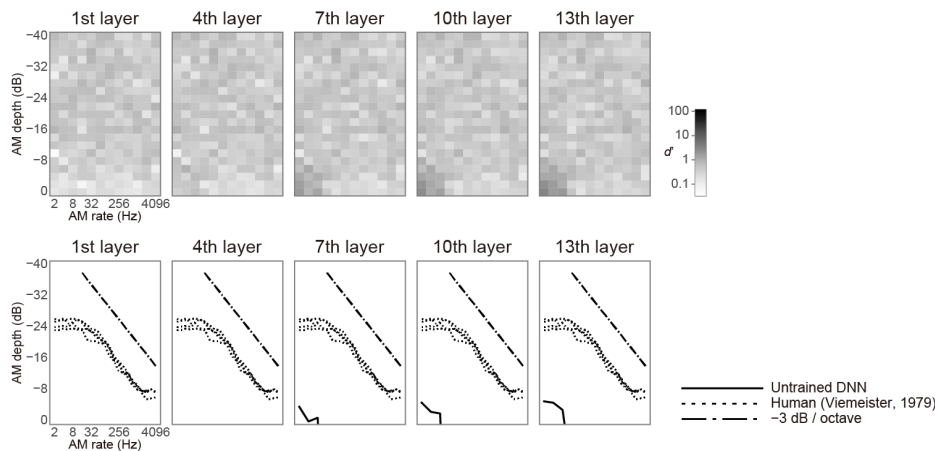 1st layer 4th layer 7th layer 10th layer 13th layer
AM depth (dB)
−40
−32
−24
−16
−8
0
2 8 32 256 4096
AM rate (Hz)
d'
100
10
1
0.1
1st layer 4th layer 7th layer 10th layer 13th layer
AM depth (dB)
−40
−32
−24
−16
−8
0
2 8 32 256 4096
AM rate (Hz)
Untrained DNN
Human (Viemeister, 1979)
−3 dB / octave